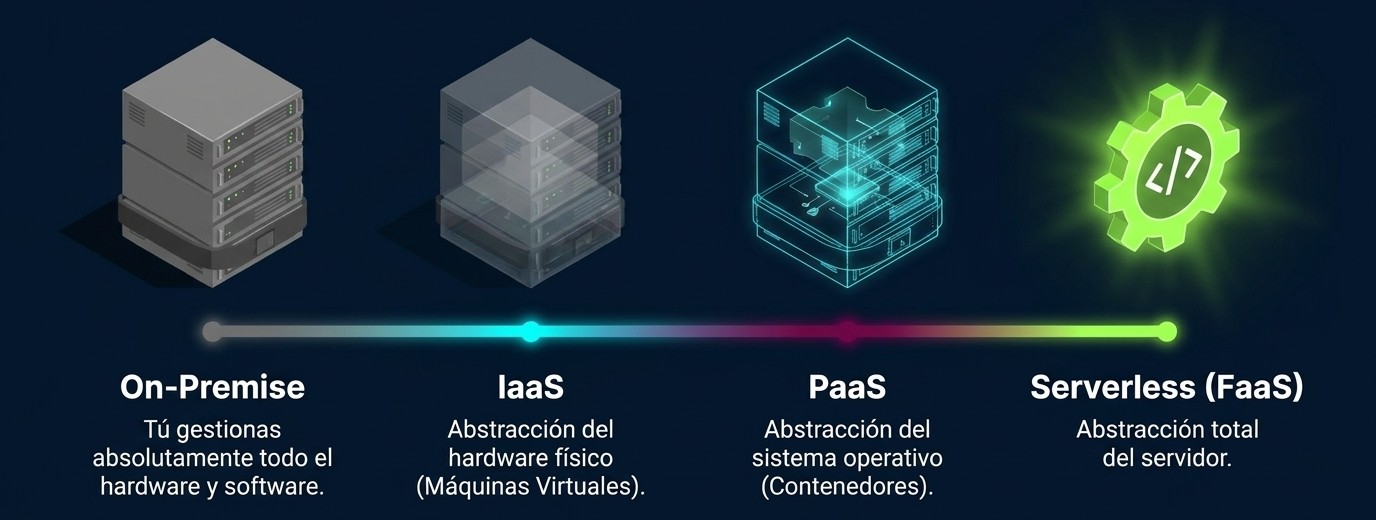 </>
On-Premise
Tú gestionas
absolutamente todo el
hardware y software.
IaaS
Abstracción del
hardware físico
(Máquinas Virtuales).
PaaS
Abstracción del
sistema operativo
(Contenedores).
Serverless (FaaS)
Abstracción total
del servidor.